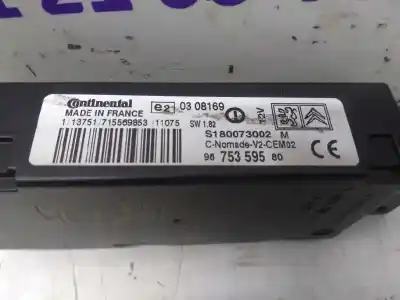 Continental
MADE IN FRANCE
e2 03 08169
12V
1/13751/715569853 11075 SW 1.82
S180073002 M
C-Nomade-V2-CEM02
96 753 595 80
CE